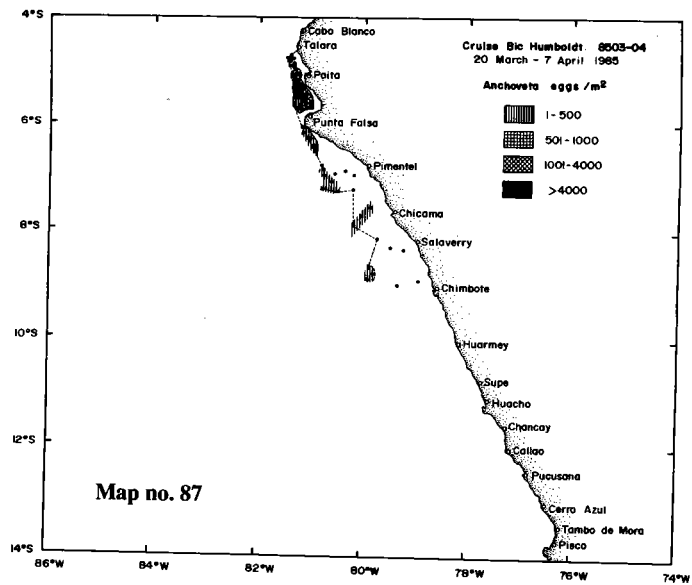 4°S
Cabo Blanco
Talara
Cruise Bic Humboldt 8503-04
20 March - 7 April 1985
Paita
Anchoveta eggs /m²
1-500
6°S
Punta Falsa
501-1000
1001-4000
Pimentel
>4000
8°S
Chicama
Salaverry
Chimbote
10°S
Huarmey
Supe
Huacho
12°S
Chancay
Callao
Pucusana
Map no. 87
Cerro Azul
Tambo de Mora
14°S
Pisco
86°W
84°W
82°W
80°W
78°W
76°W
74°W